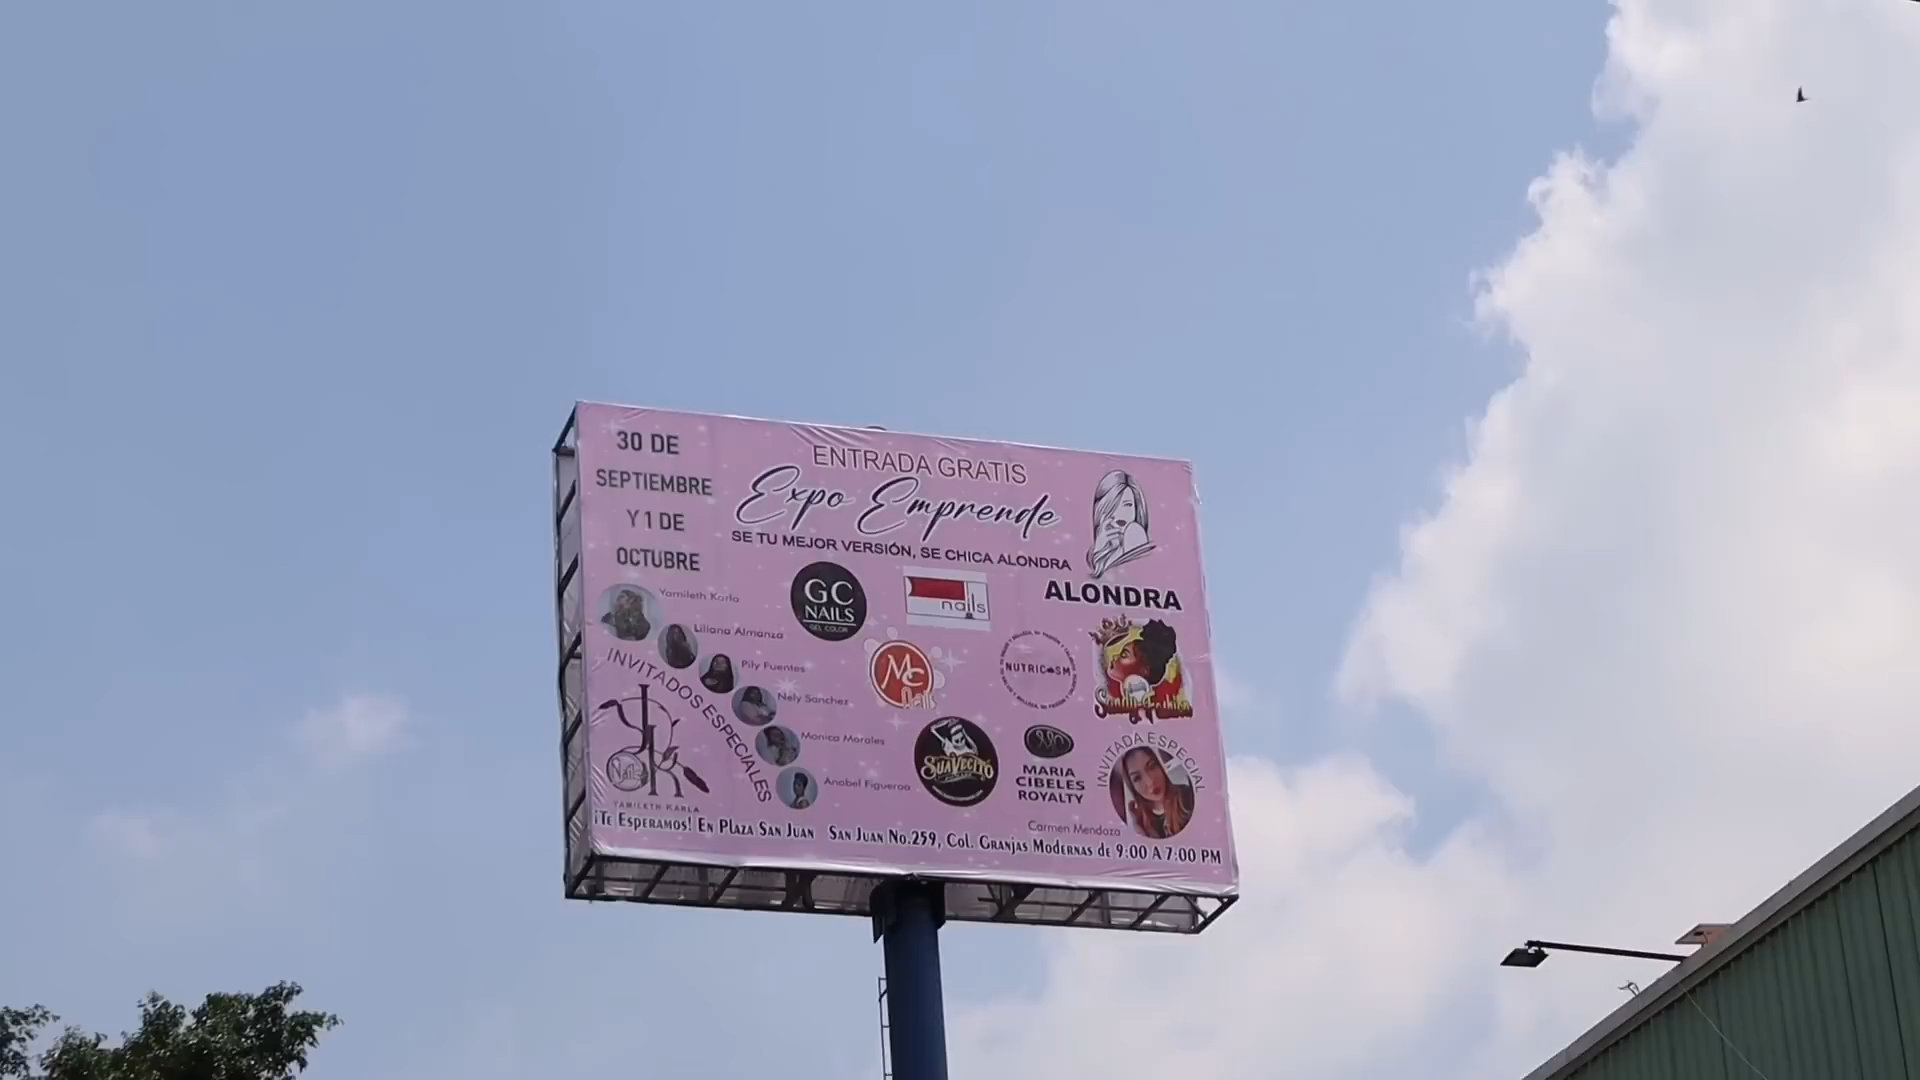 30 DE
SEPTIEMBRE
Y 1 DE
OCTUBRE
ENTRADA GRATIS
Expo Emprende
SE TU MEJOR VERSIÓN, SE CHICA ALONDRA
ALONDRA
Yamileth Karla
Liliana Almanza
Pily Fuentes
Nely Sanchez
Monica Morales
Anabel Figueroa
INVITADOS ESPECIALES
Nails
YAMILETH KARLA
GC
NAILS
GEL COLOR
nails
MC
Nails
NUTRICOSM
SUAVECITO
MARIA
CIBELES
ROYALTY
INVITADA ESPECIAL
Carmen Mendoza
¡TE ESPERAMOS! EN PLAZA SAN JUAN SAN JUAN NO.259, COL. GRANJAS MODERNAS DE 9:00 A 7:00 PM